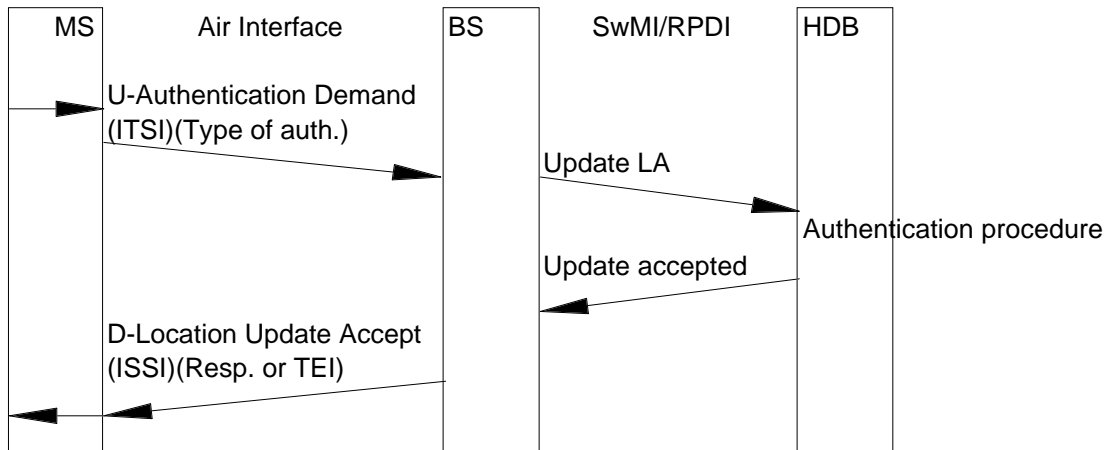 MS Air Interface BS SwMI/RPDI HDB
U-Authentication Demand
(ITSI)(Type of auth.)
Update LA
Authentication procedure
Update accepted
D-Location Update Accept
(ISSI)(Resp. or TEI)